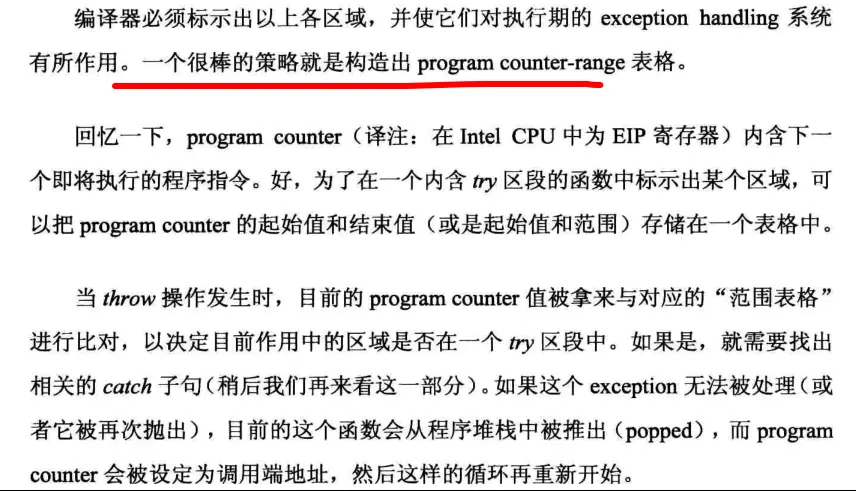 编译器必须标示出以上各区域，并使它们对执行期的 exception handling 系统
有所作用。一个很棒的策略就是构造出 program counter-range 表格。
回忆一下，program counter（译注：在 Intel CPU 中为 EIP 寄存器）内含下一
个即将执行的程序指令。好，为了在一个内含 try 区段的函数中标示出某个区域，可
以把 program counter 的起始值和结束值（或是起始值和范围）存储在一个表格中。
当 throw 操作发生时，目前的 program counter 值被拿来与对应的“范围表格”
进行比对，以决定目前作用中的区域是否在一个 try 区段中。如果是，就需要找出
相关的 catch 子句（稍后我们再来看这一部分）。如果这个 exception 无法被处理（或
者它被再次抛出），目前的这个函数会从程序堆栈中被推出（popped），而 program
counter 会被设定为调用端地址，然后这样的循环再重新开始。